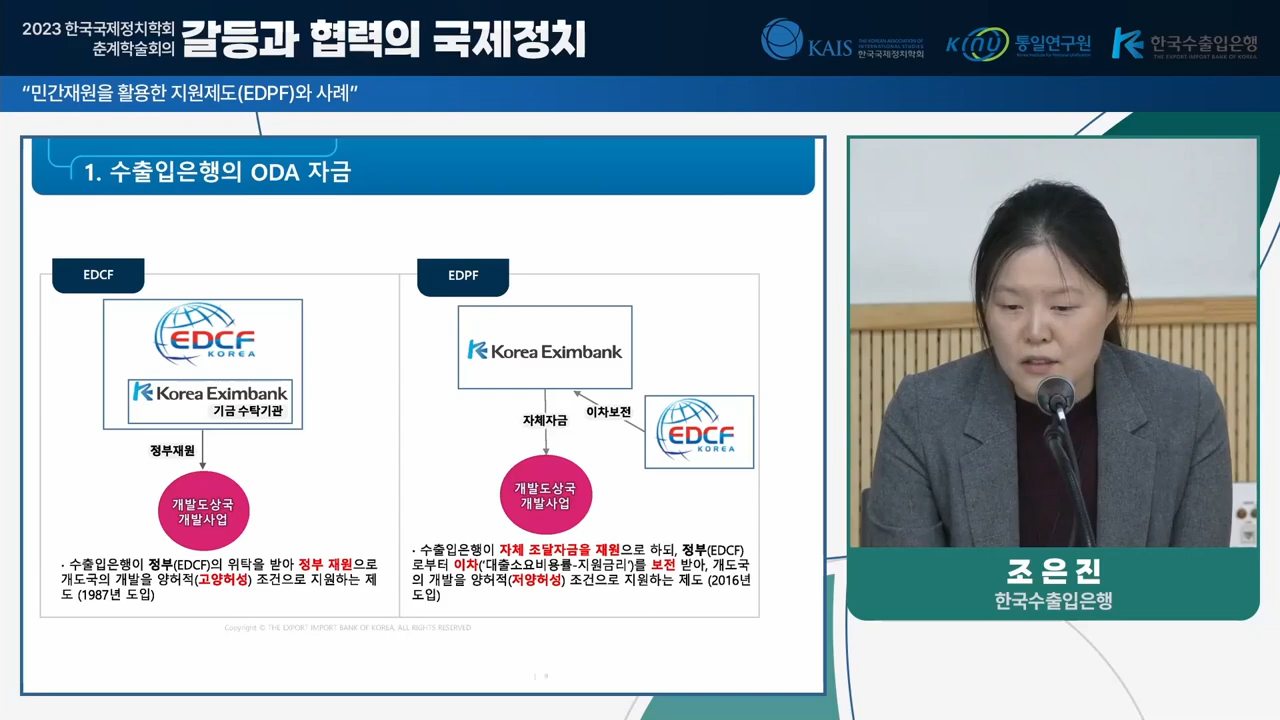 2023 한국국제정치학회
춘계학술회의
갈등과 협력의 국제정치
KAIS THE KOREAN ASSOCIATION OF
INTERNATIONAL STUDIES
한국국제정치학회
KINU 통일연구원
Korea Institute for National Unification
한국수출입은행
THE EXPORT-IMPORT BANK OF KOREA
“민간재원을 활용한 지원제도(EDPF)와 사례”
1. 수출입은행의 ODA 자금
EDCF
EDCF
KOREA
Korea Eximbank
기금 수탁기관
정부재원
개발도상국
개발사업
· 수출입은행이 정부(EDCF)의 위탁을 받아 정부 재원으로
개도국의 개발을 양허적(고양허성) 조건으로 지원하는 제
도 (1987년 도입)
EDPF
Korea Eximbank
자체자금
이차보전
EDCF
KOREA
개발도상국
개발사업
· 수출입은행이 자체 조달자금을 재원으로 하되, 정부(EDCF)
로부터 이차(‘대출소요비용률-지원금리’)를 보전 받아, 개도국
의 개발을 양허적(저양허성) 조건으로 지원하는 제도 (2016년
도입)
Copyright © THE EXPORT IMPORT BANK OF KOREA, ALL RIGHTS RESERVED
| 9
조은진
한국수출입은행